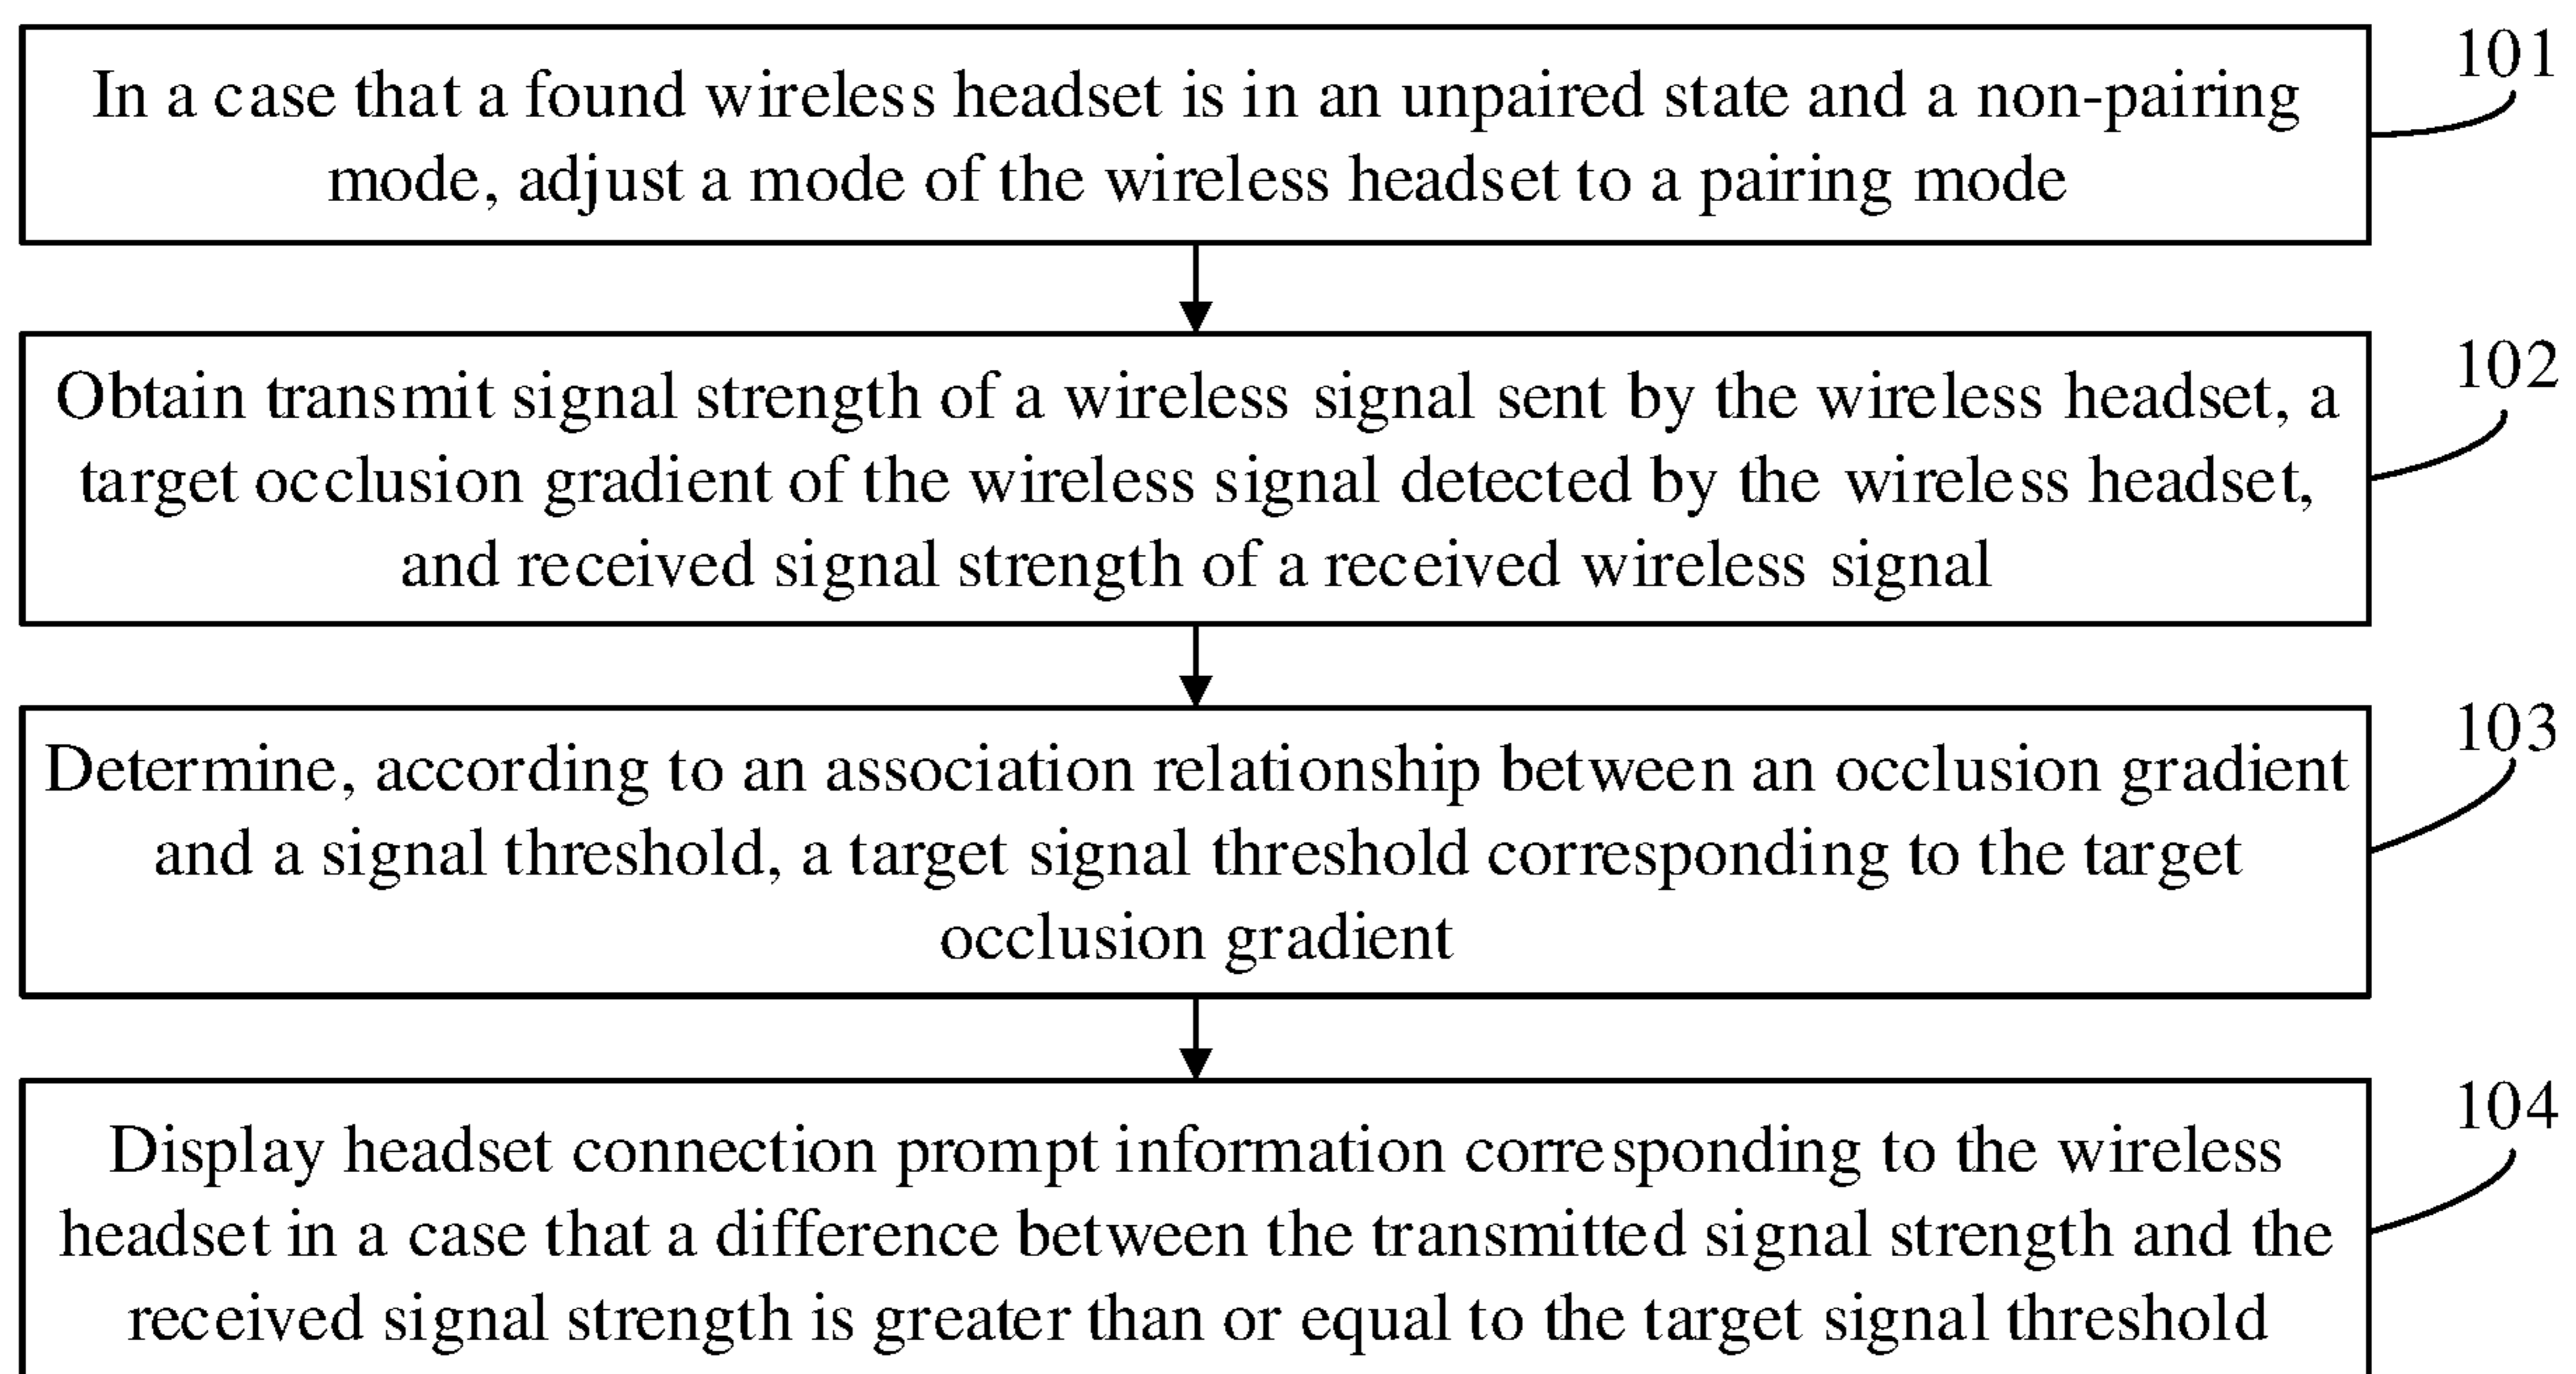 101
In a case that a found wireless headset is in an unpaired state and a non-pairing
mode, adjust a mode of the wireless headset to a pairing mode
102
Obtain transmit signal strength of a wireless signal sent by the wireless headset, a
target occlusion gradient of the wireless signal detected by the wireless headset,
and received signal strength of a received wireless signal
103
Determine, according to an association relationship between an occlusion gradient
and a signal threshold, a target signal threshold corresponding to the target
occlusion gradient
104
Display headset connection prompt information corresponding to the wireless
headset in a case that a difference between the transmitted signal strength and the
received signal strength is greater than or equal to the target signal threshold